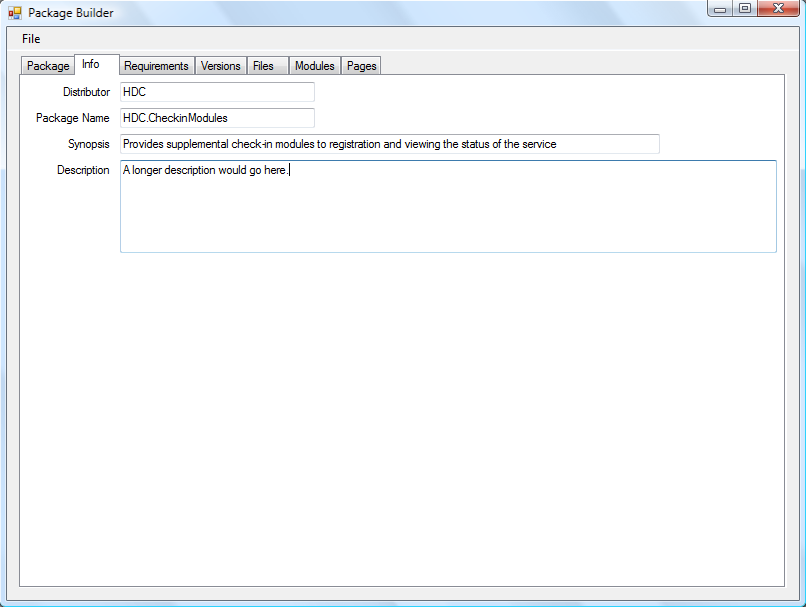 Package Builder
File
Package Info Requirements Versions Files Modules Pages
Distributor HDC
Package Name HDC.CheckinModules
Synopsis Provides supplemental check-in modules to registration and viewing the status of the service
Description A longer description would go here.